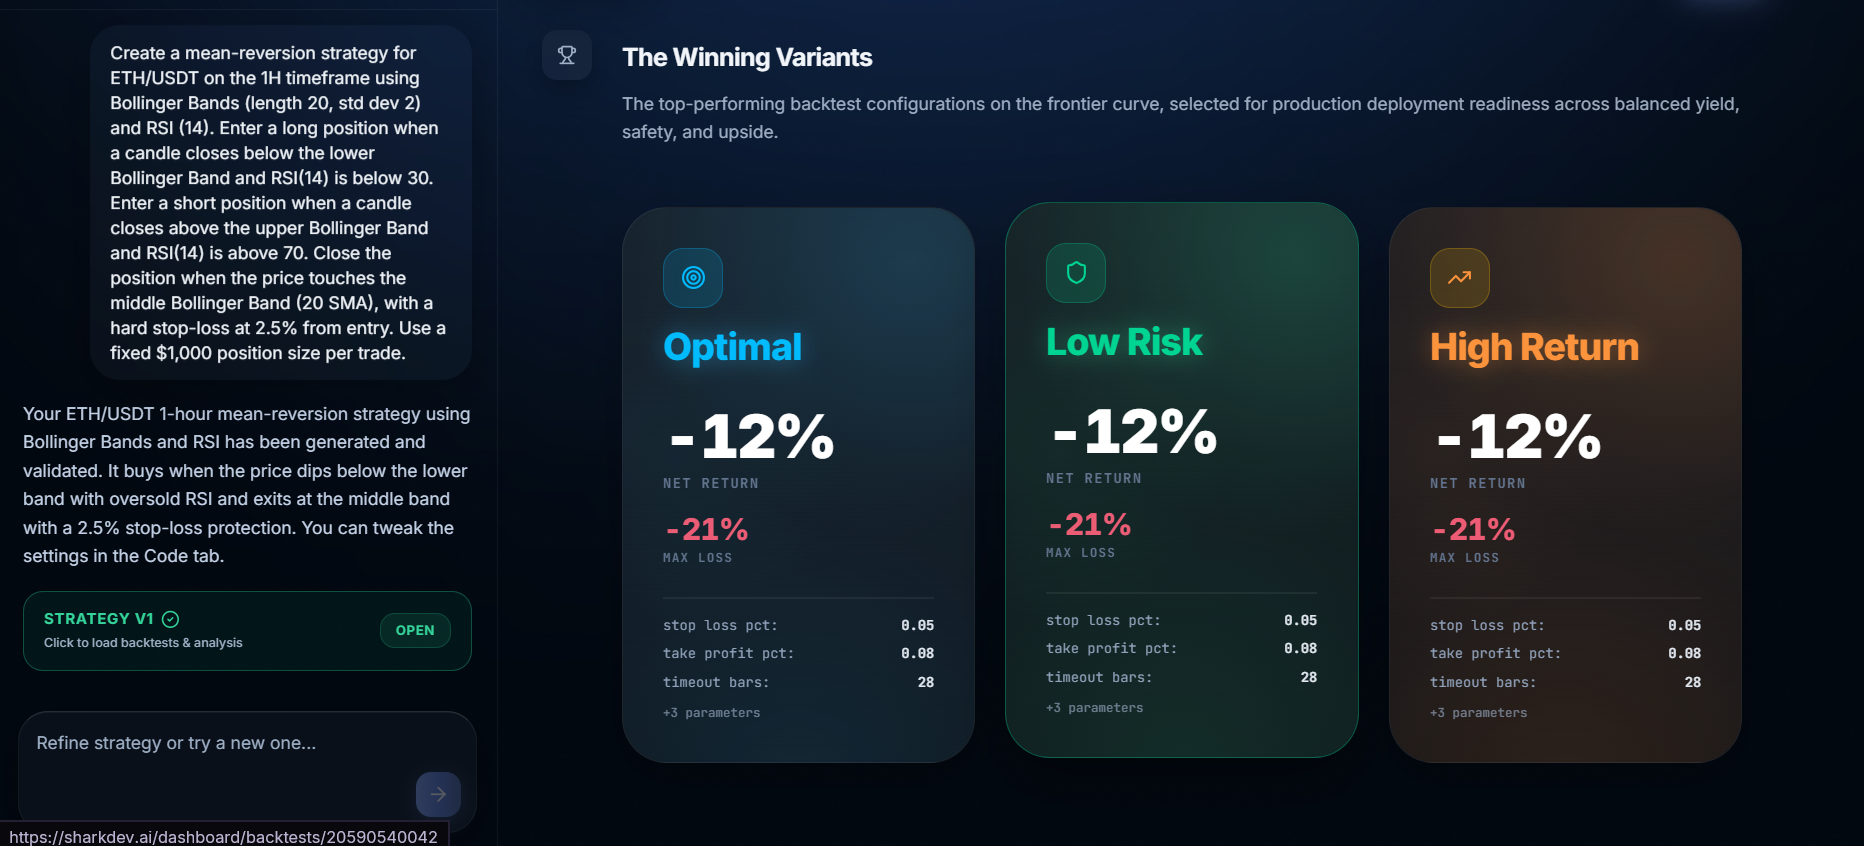 Create a mean-reversion strategy for
ETH/USDT on the 1H timeframe using
Bollinger Bands (length 20, std dev 2)
and RSI (14). Enter a long position when
a candle closes below the lower
Bollinger Band and RSI(14) is below 30.
Enter a short position when a candle
closes above the upper Bollinger Band
and RSI(14) is above 70. Close the
position when the price touches the
middle Bollinger Band (20 SMA), with a
hard stop-loss at 2.5% from entry. Use a
fixed $1,000 position size per trade.
Your ETH/USDT 1-hour mean-reversion strategy using
Bollinger Bands and RSI has been generated and
validated. It buys when the price dips below the lower
band with oversold RSI and exits at the middle band
with a 2.5% stop-loss protection. You can tweak the
settings in the Code tab.
STRATEGY V1
Click to load backtests & analysis
OPEN
Refine strategy or try a new one...
https://sharkdev.ai/dashboard/backtests/20590540042
The Winning Variants
The top-performing backtest configurations on the frontier curve, selected for production deployment readiness across balanced yield,
safety, and upside.
Optimal
-12%
NET RETURN
-21%
MAX LOSS
stop loss pct: 0.05
take profit pct: 0.08
timeout bars: 28
+3 parameters
Low Risk
-12%
NET RETURN
-21%
MAX LOSS
stop loss pct: 0.05
take profit pct: 0.08
timeout bars: 28
+3 parameters
High Return
-12%
NET RETURN
-21%
MAX LOSS
stop loss pct: 0.05
take profit pct: 0.08
timeout bars: 28
+3 parameters